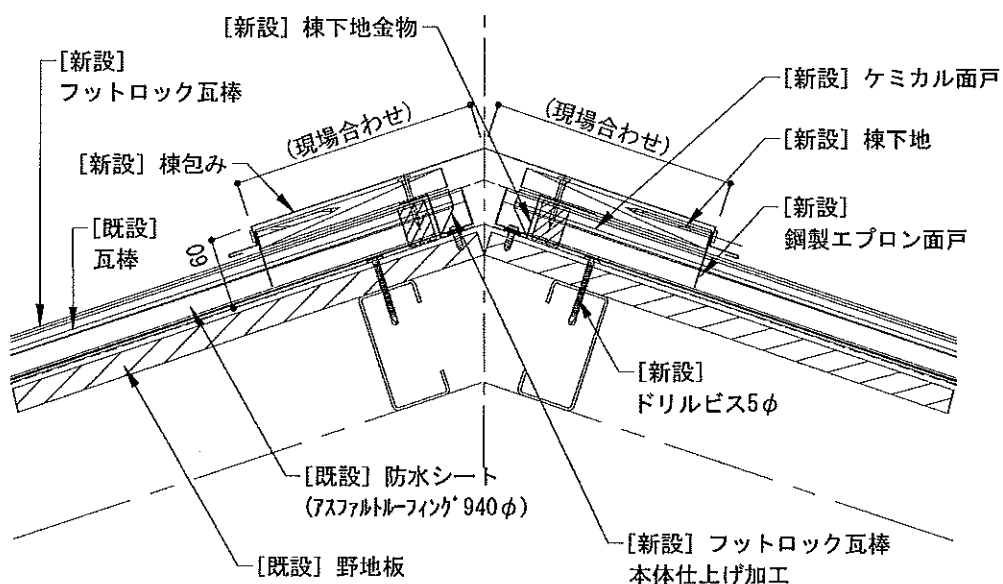 [新設] 棟下地金物
[新設]
フットロック瓦棒
[新設] ケミカル面戸
(現場合わせ)
(現場合わせ)
[新設] 棟包み
[新設] 棟下地
[既設]
瓦棒
[新設]
鋼製エプロン面戸
60
[新設]
ドリルビス5φ
[既設] 防水シート
(アスファルトルーフィング940φ)
[既設] 野地板
[新設] フットロック瓦棒
本体仕上げ加工